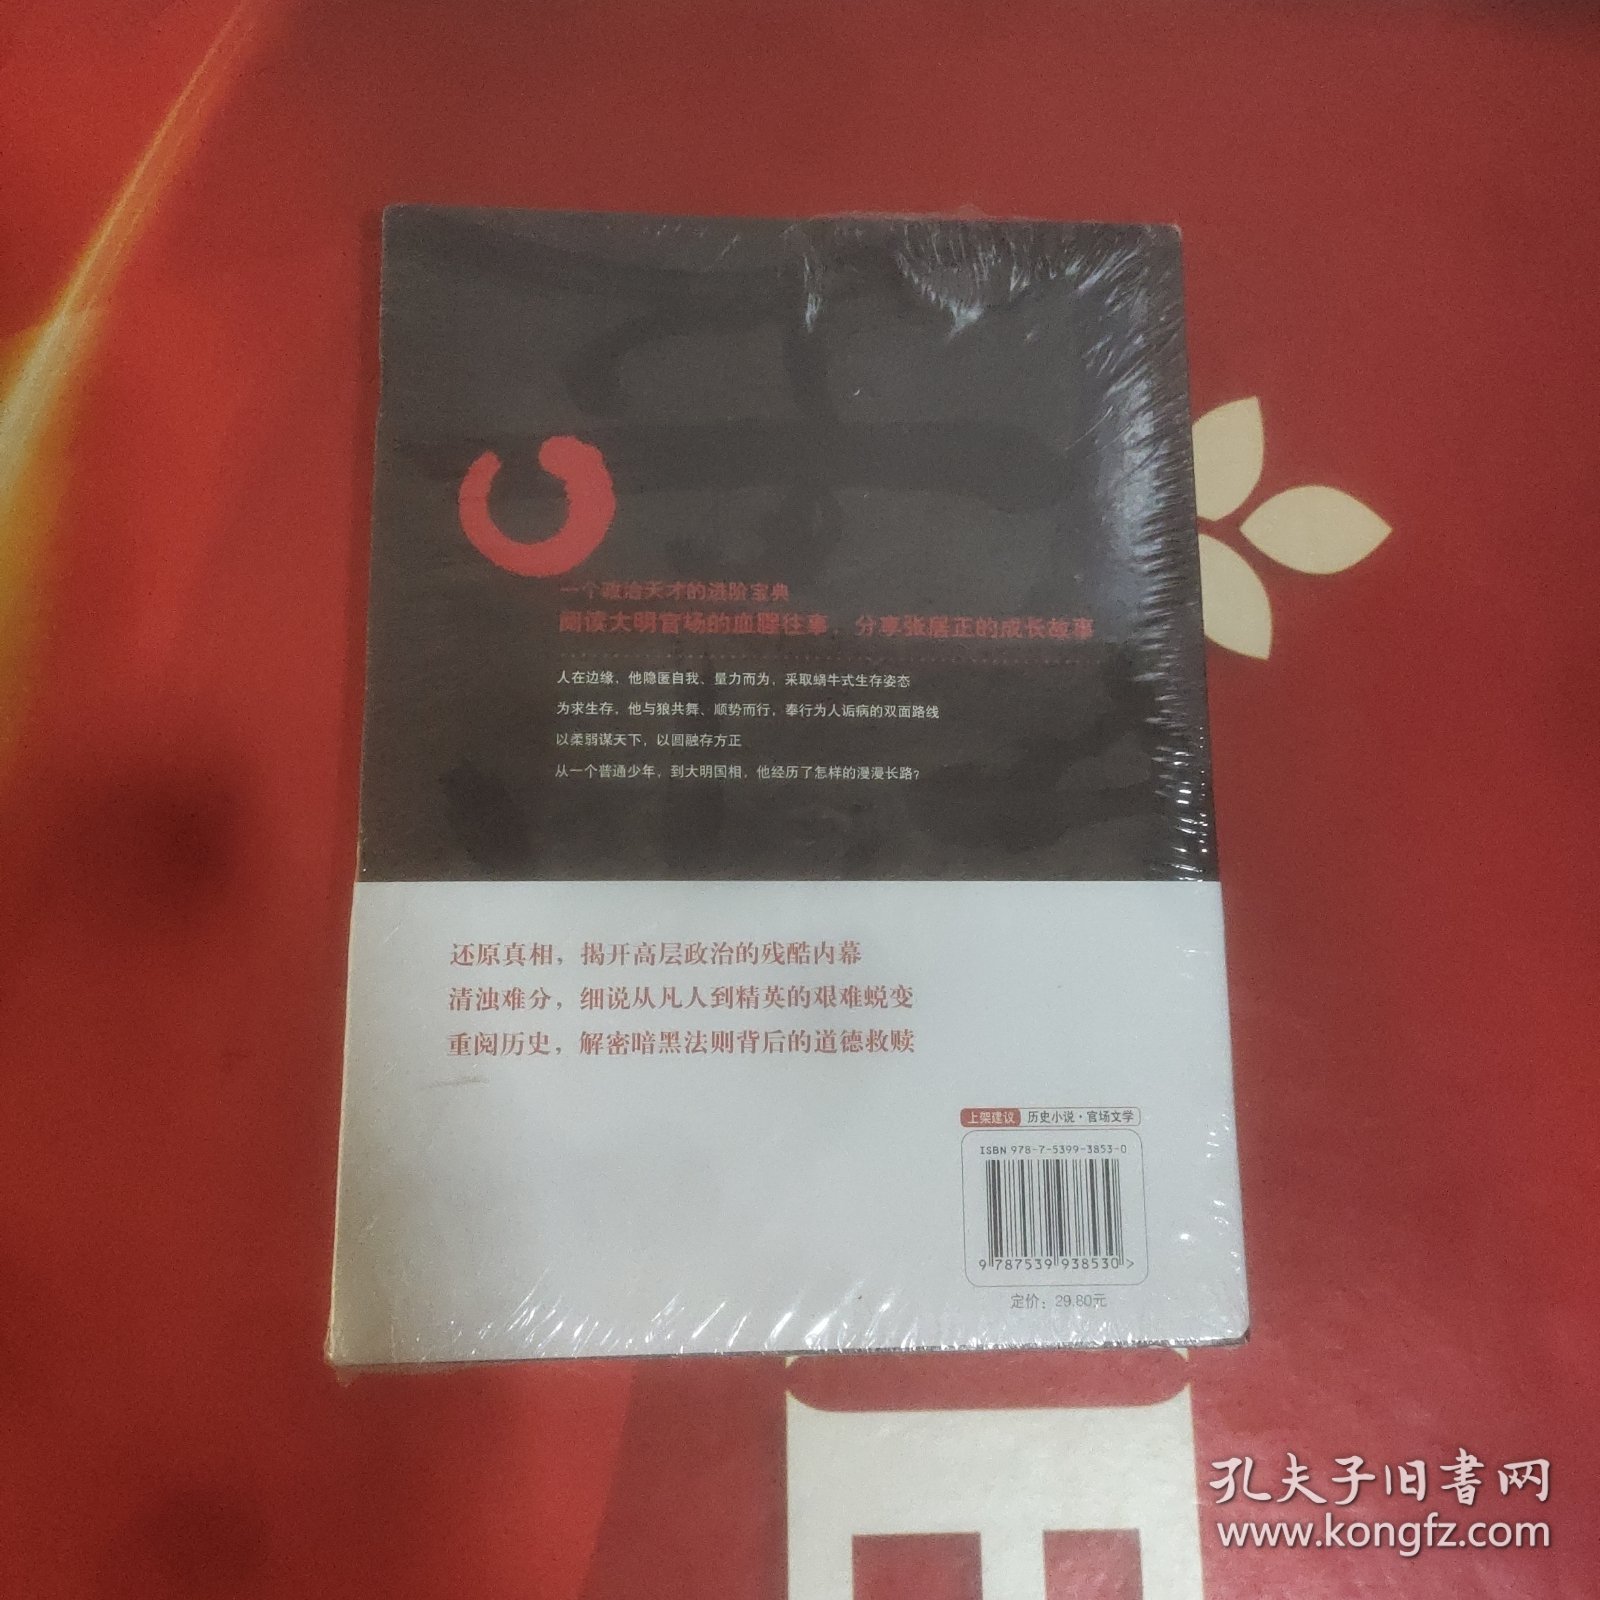 一个政治天才的进阶宝典
阅读大明官场的血腥往事，分享张居正的成长故事
人在边缘，他隐匿自我、量力而为，采取蜗牛式生存姿态
为求生存，他与狼共舞、顺势而行，奉行为人诟病的双面路线
以柔弱谋天下，以圆融存方正
从一个普通少年，到大明国相，他经历了怎样的漫漫长路？
还原真相，揭开高层政治的残酷内幕
清浊难分，细说从凡人到精英的艰难蜕变
重阅历史，解密暗黑法则背后的道德救赎
上架建议 历史小说·官场文学
ISBN 978-7-5399-3853-0
9 787539 938530 >
定价：29.80元
孔夫子旧书网
www.kongfz.com